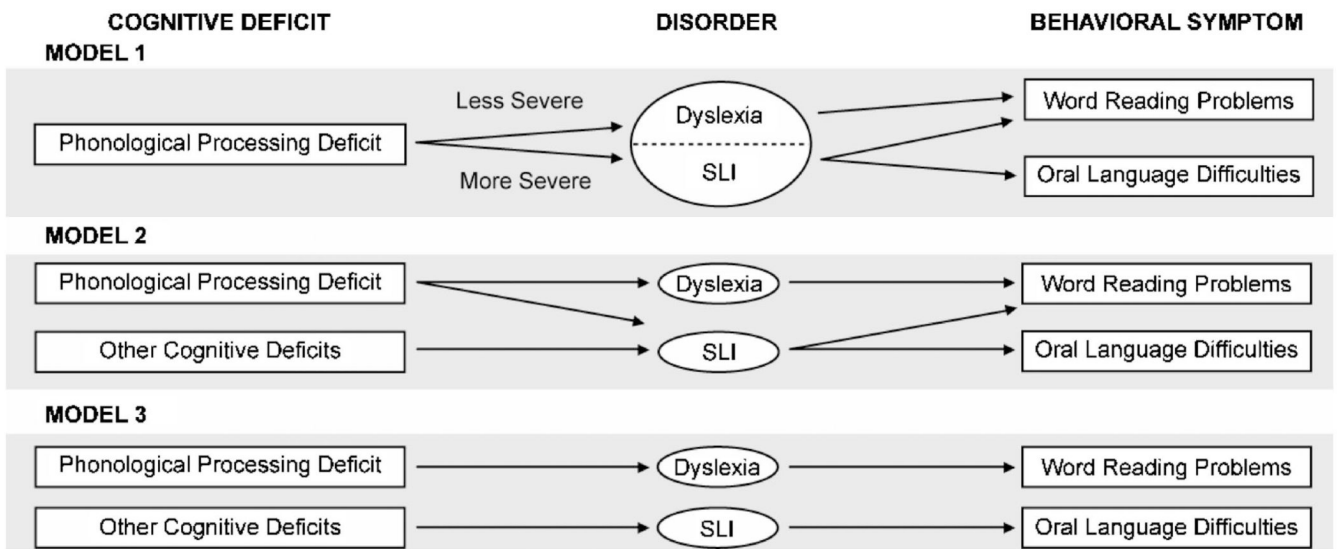 COGNITIVE DEFICIT DISORDER BEHAVIORAL SYMPTOM
MODEL 1
Less Severe
Dyslexia
Word Reading Problems
Phonological Processing Deficit
SLI
More Severe
Oral Language Difficulties
MODEL 2
Phonological Processing Deficit Dyslexia Word Reading Problems
Other Cognitive Deficits SLI Oral Language Difficulties
MODEL 3
Phonological Processing Deficit Dyslexia Word Reading Problems
Other Cognitive Deficits SLI Oral Language Difficulties